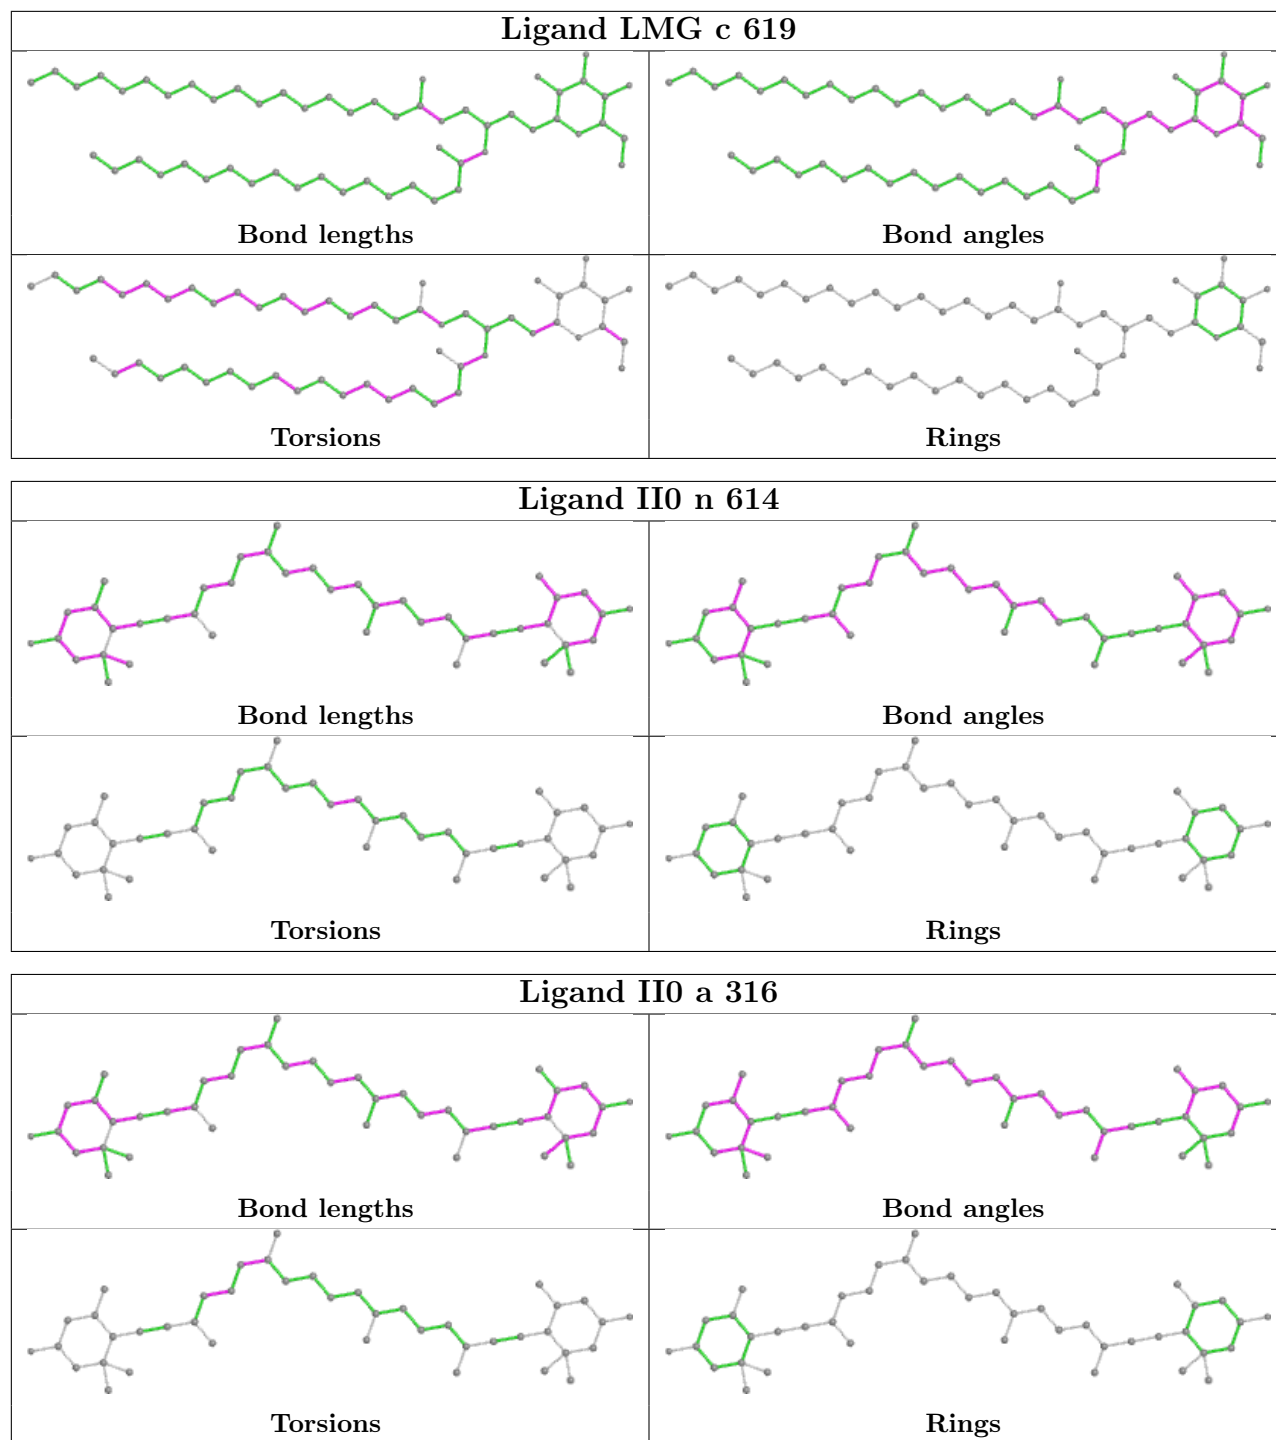 Ligand LMG c 619
Bond lengths
Bond angles
Torsions
Rings
Ligand II0 n 614
Bond lengths
Bond angles
Torsions
Rings
Ligand II0 a 316
Bond lengths
Bond angles
Torsions
Rings